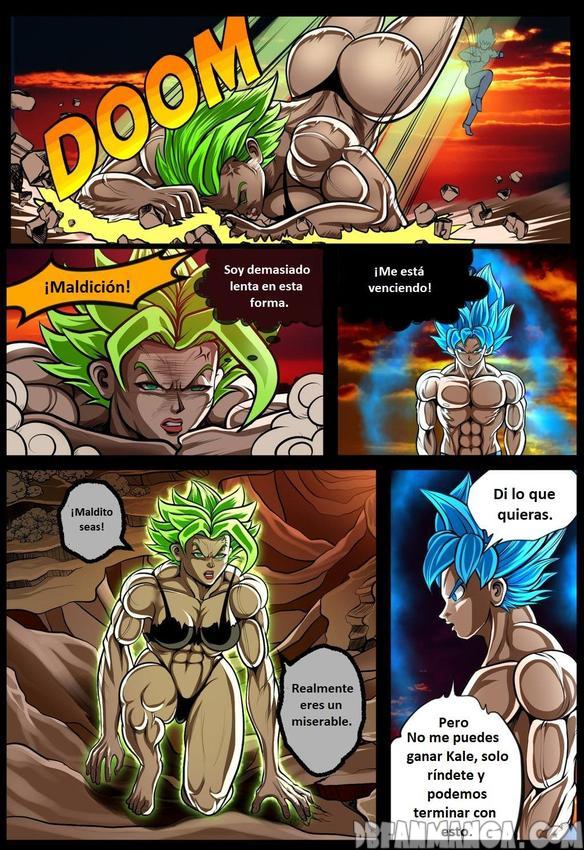 DOOM
¡Maldición!
Soy demasiado
lenta en esta
forma.
¡Me está
venciendo!
¡Maldito
seas!
Realmente
eres un
miserable.
Di lo que
quieras.
Pero
No me puedes
ganar Kale, solo
ríndete y
podemos
terminar con
esto.
DBFANMANGA.COM